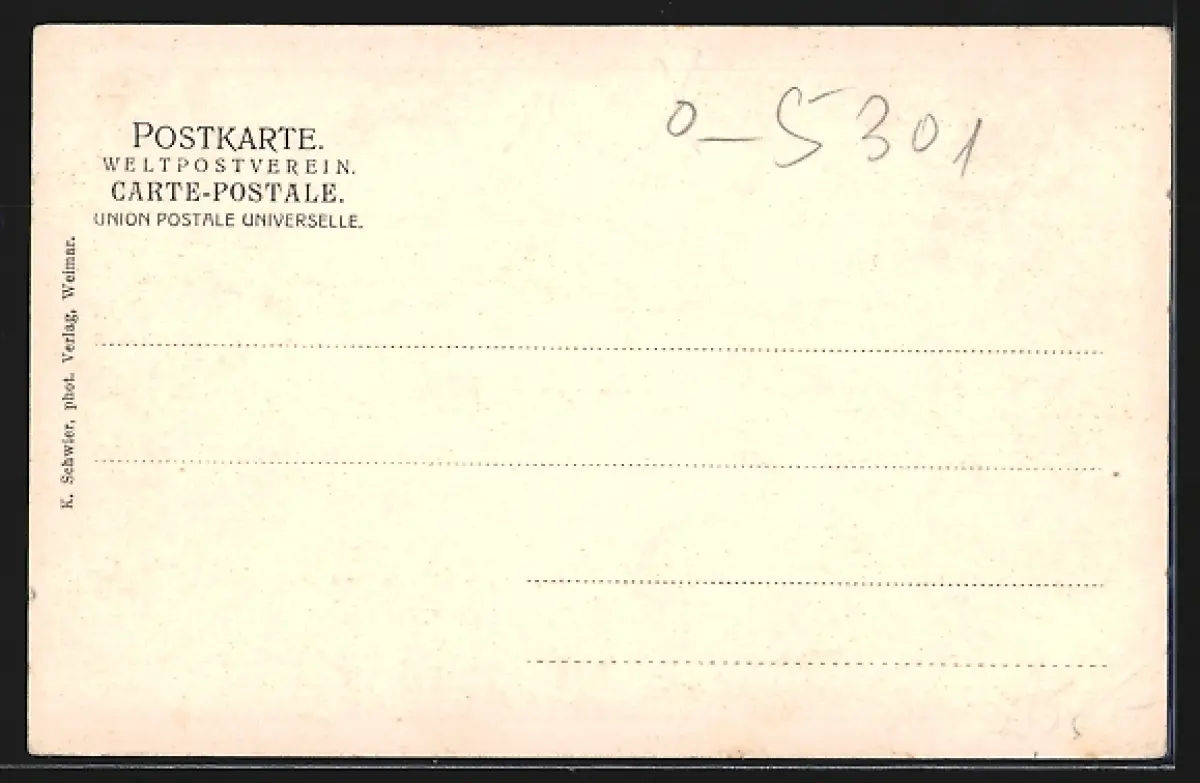 POSTKARTE.
WELTPOSTVEREIN.
CARTE-POSTALE.
UNION POSTALE UNIVERSELLE.
K. Schwier, phot. Verlag, Weimar.
0-5301